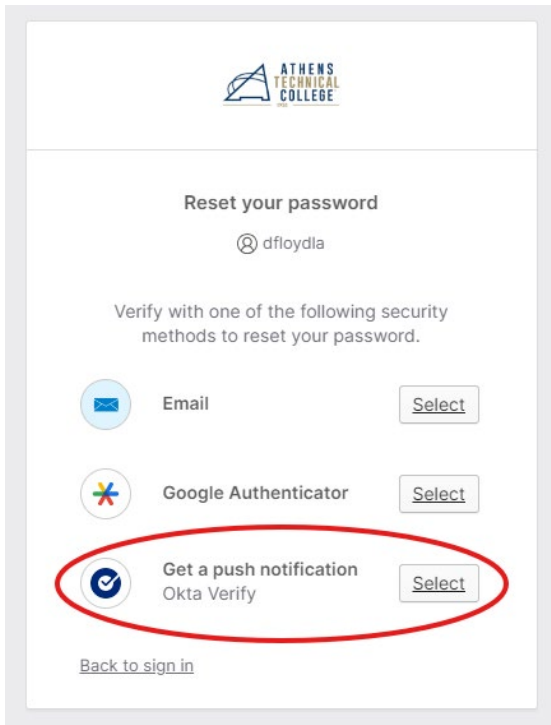 ATHENS
TECHNICAL
COLLEGE
Reset your password
dfloydla
Verify with one of the following security
methods to reset your password.
Email
Select
Google Authenticator
Select
Get a push notification
Okta Verify
Select
Back to sign in